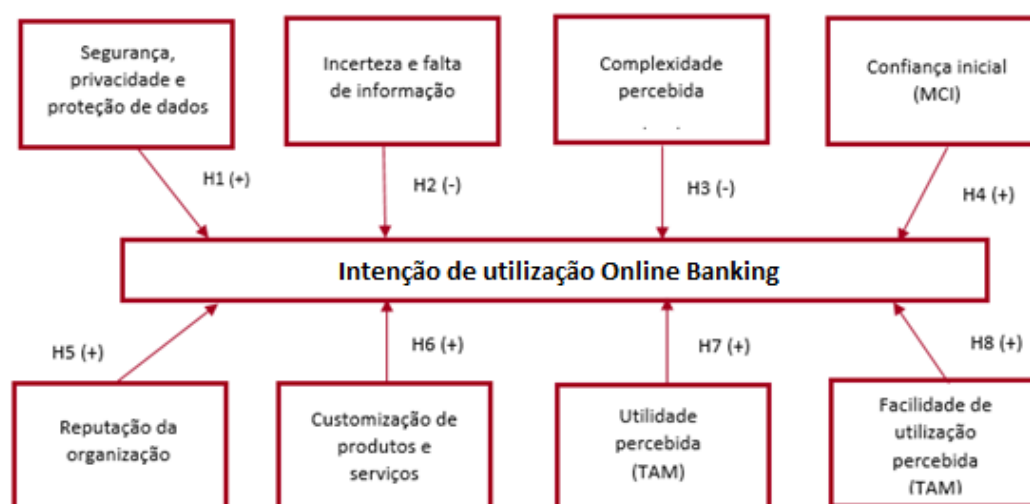 Segurança,
privacidade e
proteção de dados
Incerteza e falta
de informação
Complexidade
percebida
Confiança inicial
(MCI)
H1 (+)
H2 (-)
H3 (-)
H4 (+)
Intenção de utilização Online Banking
H5 (+)
H6 (+)
H7 (+)
H8 (+)
Reputação da
organização
Customização de
produtos e
serviços
Utilidade
percebida
(TAM)
Facilidade de
utilização
percebida
(TAM)